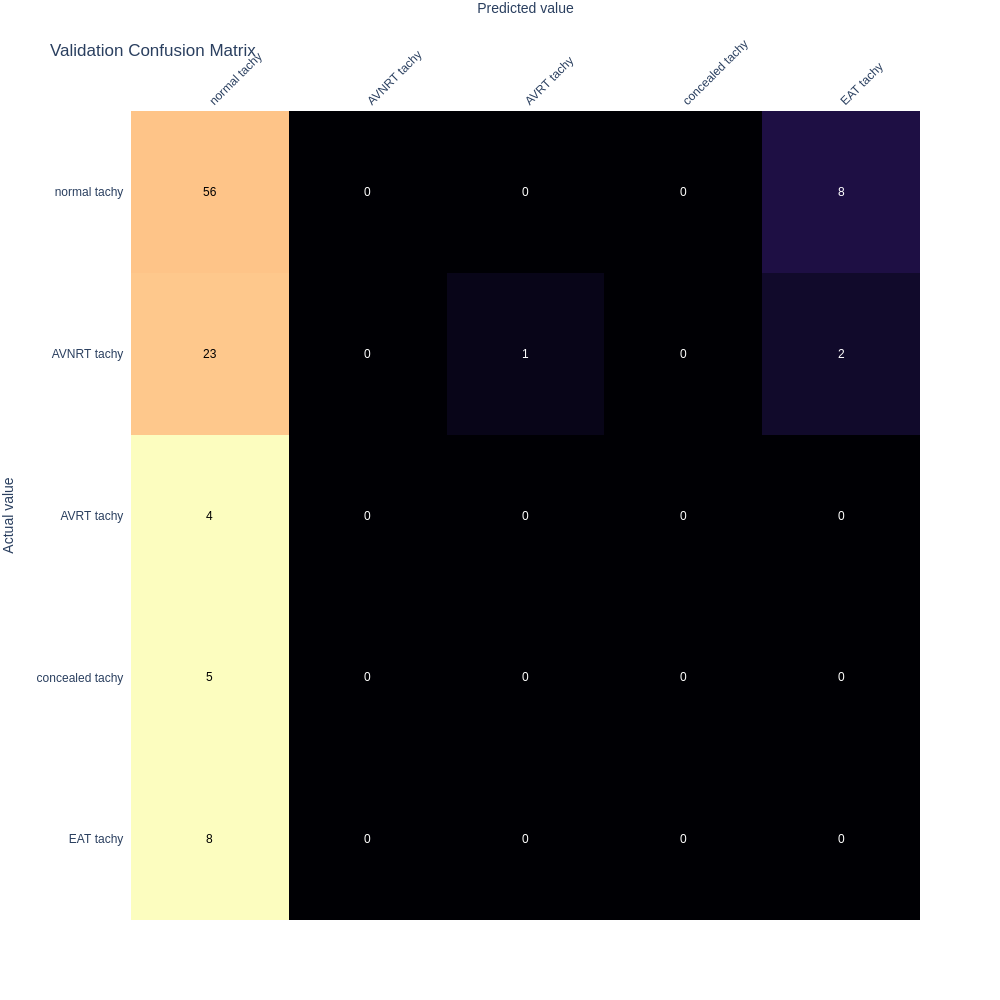 Predicted value
Validation Confusion Matrix
normal tachy
AVNRT tachy
AVRT tachy
concealed tachy
EAT tachy
normal tachy 56 0 0 0 8
AVNRT tachy 23 0 1 0 2
Actual value
AVRT tachy 4 0 0 0 0
concealed tachy 5 0 0 0 0
EAT tachy 8 0 0 0 0